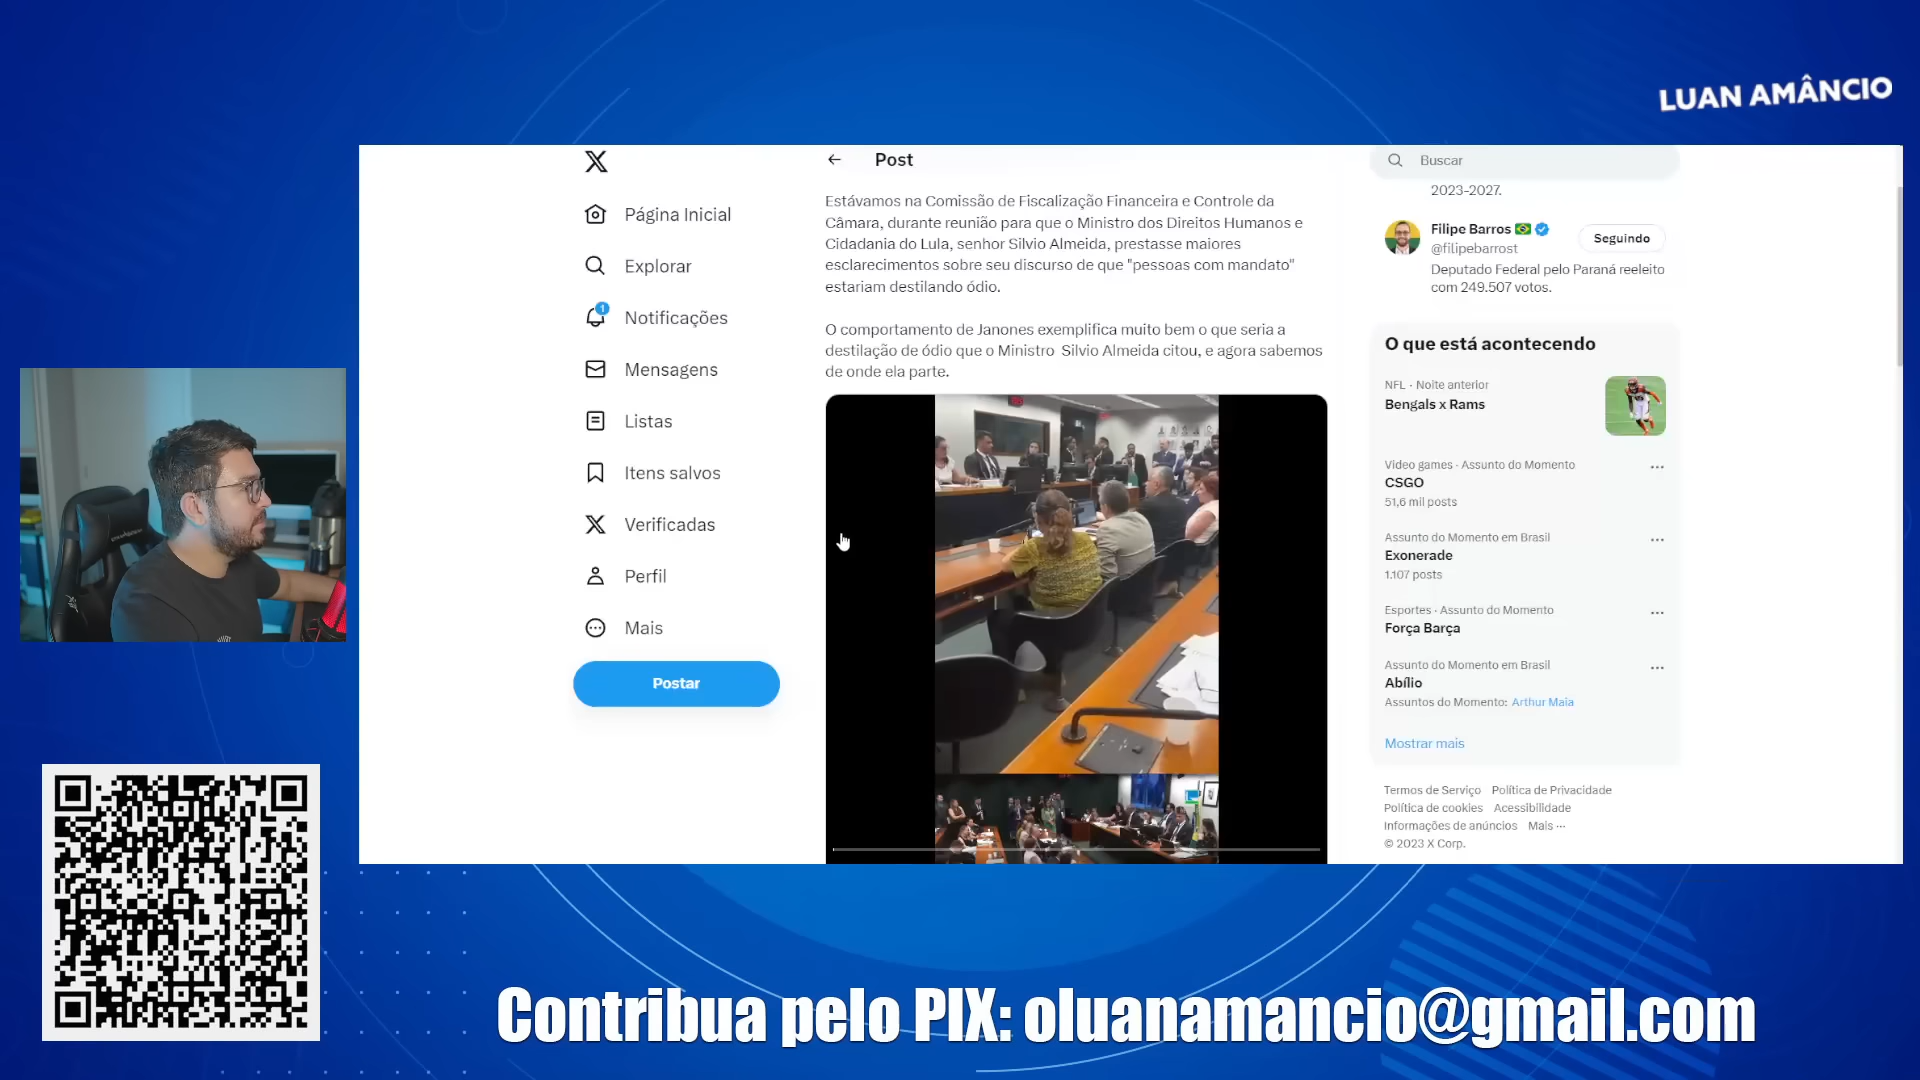 LUAN AMÂNCIO
Post
Estávamos na Comissão de Fiscalização Financeira e Controle da
Câmara, durante reunião para que o Ministro dos Direitos Humanos e
Cidadania do Lula, senhor Silvio Almeida, prestasse maiores
esclarecimentos sobre seu discurso de que "pessoas com mandato"
estariam destilando ódio.
O comportamento de Janones exemplifica muito bem o que seria a
destilação de ódio que o Ministro Silvio Almeida citou, e agora sabemos
de onde ela parte.
Página Inicial
Explorar
1
Notificações
Mensagens
Listas
Itens salvos
Verificadas
Perfil
Mais
Postar
Buscar
2023-2027.
Filipe Barros
@filipebarrost
Seguindo
Deputado Federal pelo Paraná reeleito
com 249.507 votos.
O que está acontecendo
NFL · Noite anterior
Bengals x Rams
Video games · Assunto do Momento
CSGO
51,6 mil posts
Assunto do Momento em Brasil
Exonerade
1.107 posts
Esportes · Assunto do Momento
Força Barça
Assunto do Momento em Brasil
Abílio
Assuntos do Momento: Arthur Maia
Mostrar mais
Termos de Serviço Política de Privacidade
Política de cookies Acessibilidade
Informações de anúncios Mais ···
© 2023 X Corp.
Contribua pelo PIX: oluanamancio@gmail.com